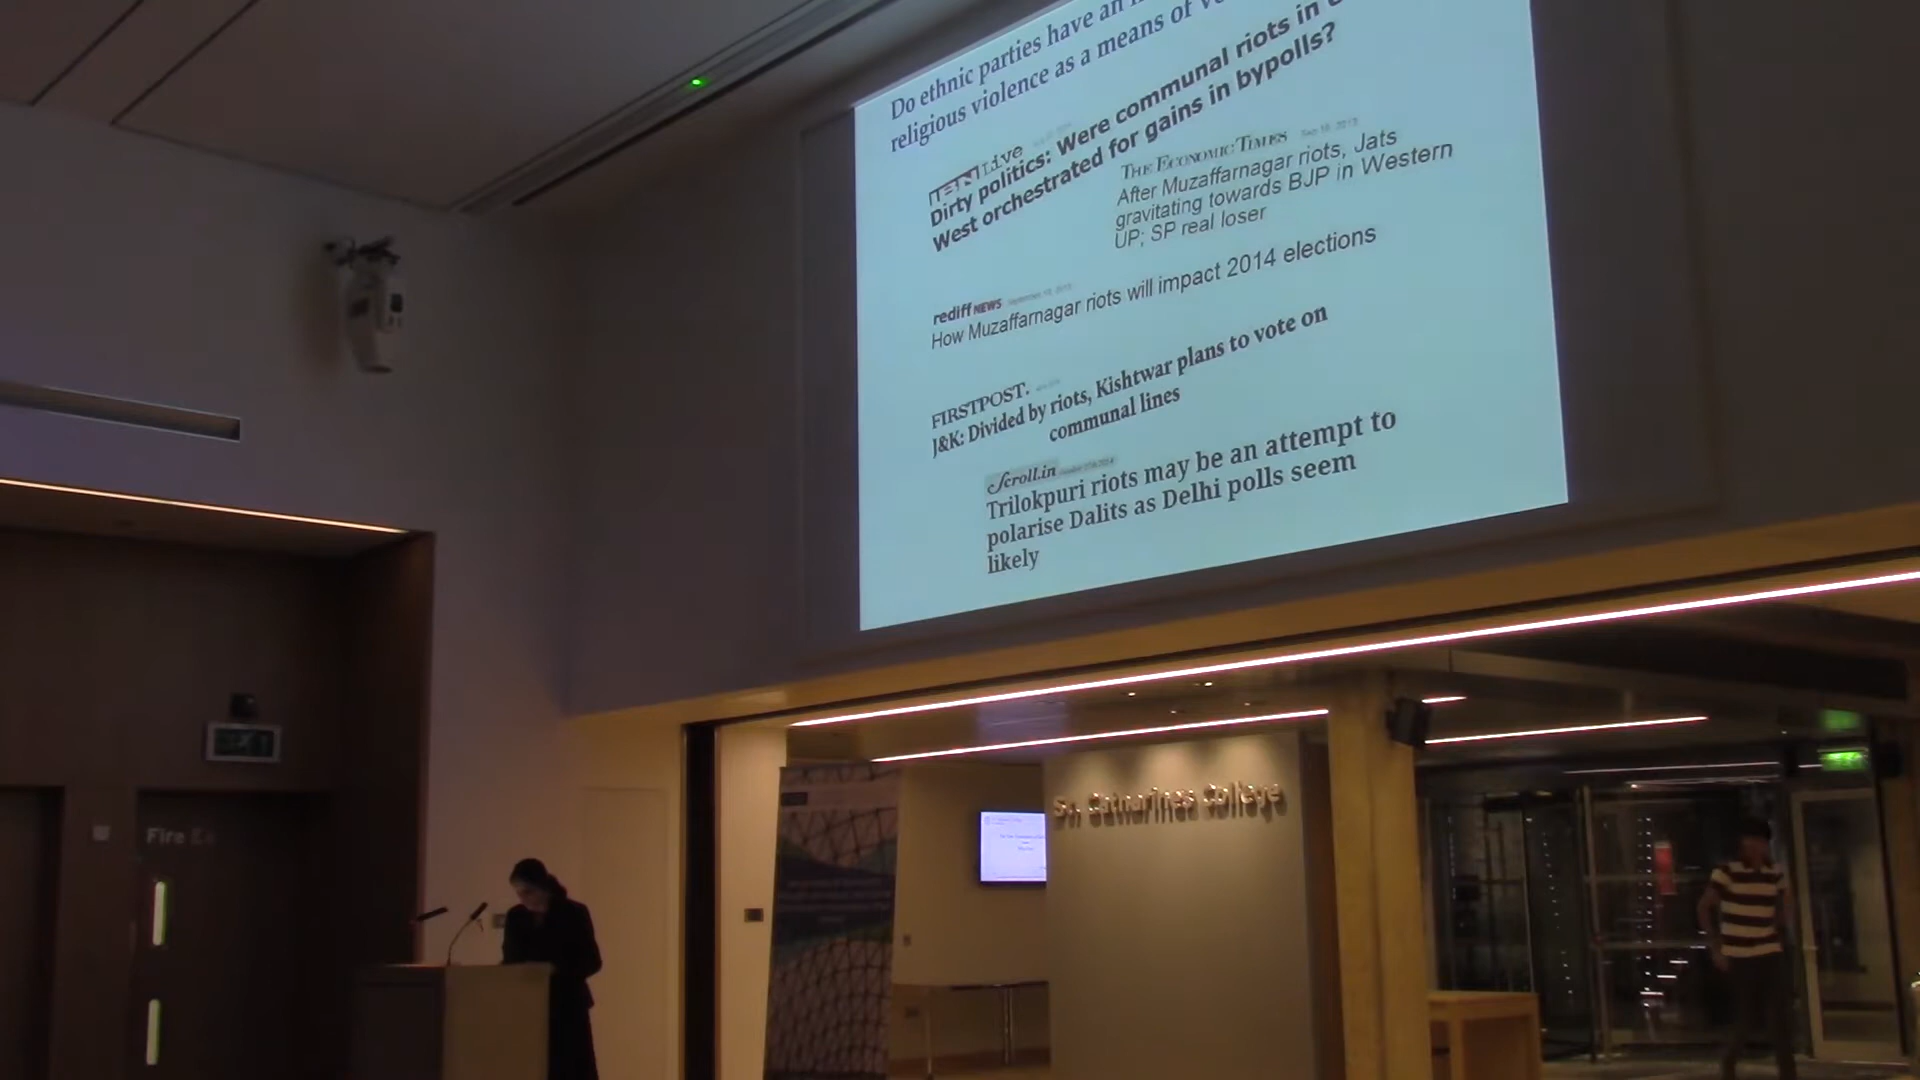 Do ethnic parties have an
religious violence as a means of
IBN Live
Dirty politics: Were communal riots in
West orchestrated for gains in bypolls?
THE ECONOMIC TIMES
After Muzaffarnagar riots, Jats
gravitating towards BJP in Western
UP; SP real loser
rediff NEWS
How Muzaffarnagar riots will impact 2014 elections
FIRSTPOST.
J&K: Divided by riots, Kishtwar plans to vote on
communal lines
Scroll.in
Trilokpuri riots may be an attempt to
polarise Dalits as Delhi polls seem
likely
St. Catharine's College
Fire